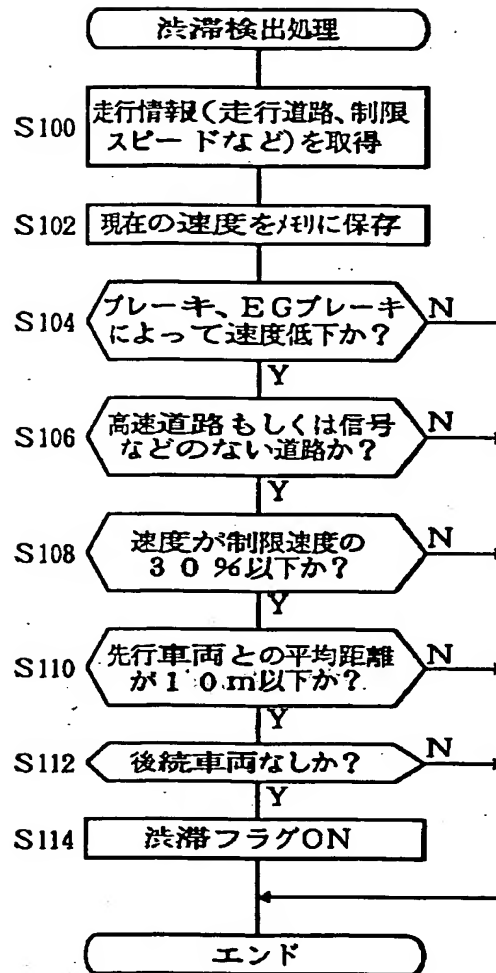 渋滞検出処理
S100
走行情報(走行道路、制限
スピードなど)を取得
S102
現在の速度をメモリに保存
S104
ブレーキ、EGブレーキ
によって速度低下か?
N
Y
S106
高速道路もしくは信号
などのない道路か?
N
Y
S108
速度が制限速度の
30%以下か?
N
Y
S110
先行車両との平均距離
が10m以下か?
N
Y
S112
後続車両なしか?
N
Y
S114
渋滞フラグON
エンド